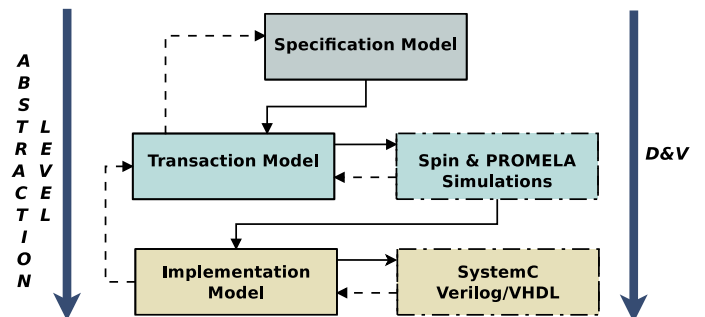 ABSTRACTION
LEVEL
Specification Model
Transaction Model
Spin & PROMELA
Simulations
D&V
Implementation
Model
SystemC
Verilog/VHDL